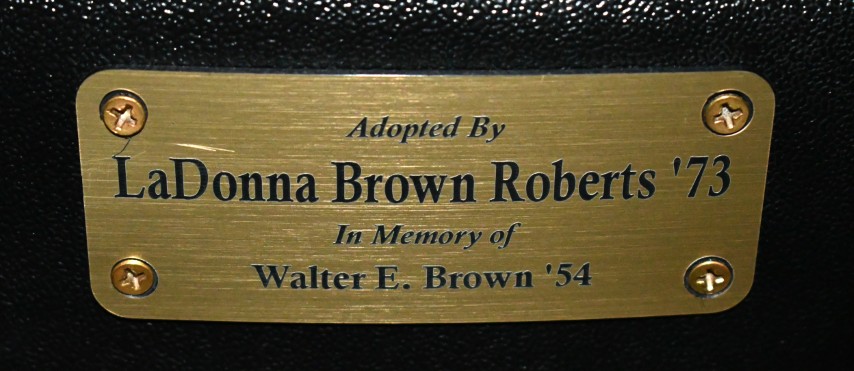 Adopted By
LaDonna Brown Roberts '73
In Memory of
Walter E. Brown '54